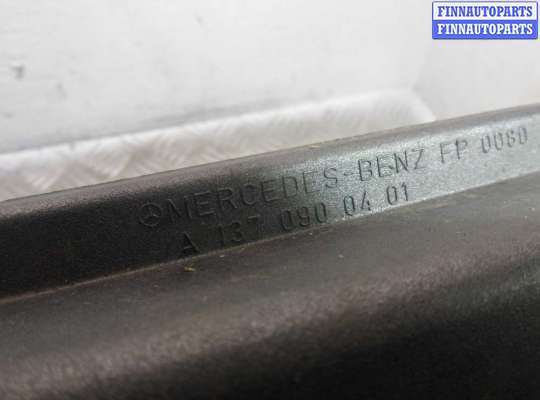 FINNAUTOPARTS
FINNAUTOPARTS
MERCEDES-BENZ FP 0080
A 137 090 04 01